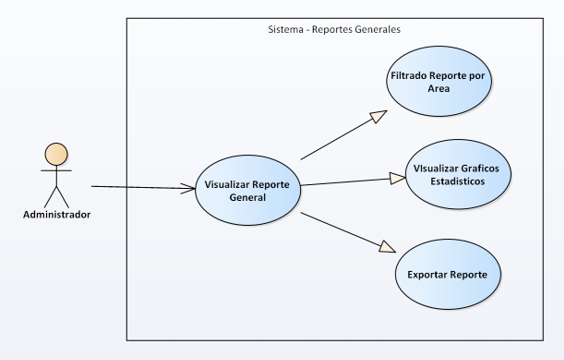 Sistema - Reportes Generales
Filtrado Reporte por
Area
VIsualizar Graficos
Estadisticos
Visualizar Reporte
General
Administrador
Exportar Reporte